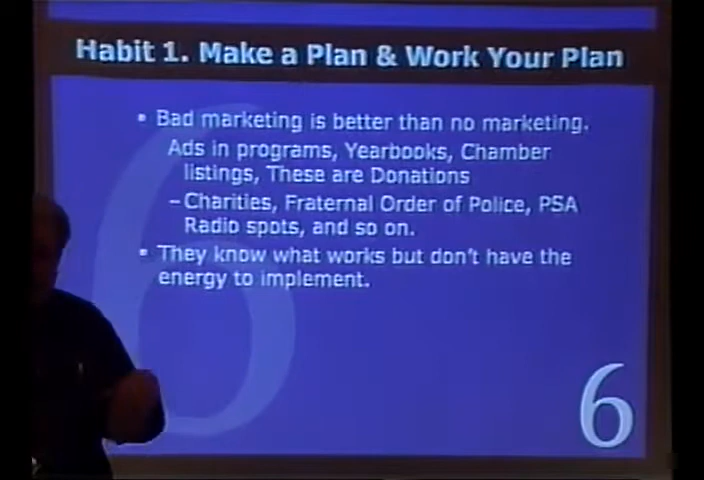 Habit 1. Make a Plan & Work Your Plan
▪ Bad marketing is better than no marketing.
Ads in programs, Yearbooks, Chamber
listings, These are Donations
–Charities, Fraternal Order of Police, PSA
Radio spots, and so on.
▪ They know what works but don't have the
energy to implement.
6
6